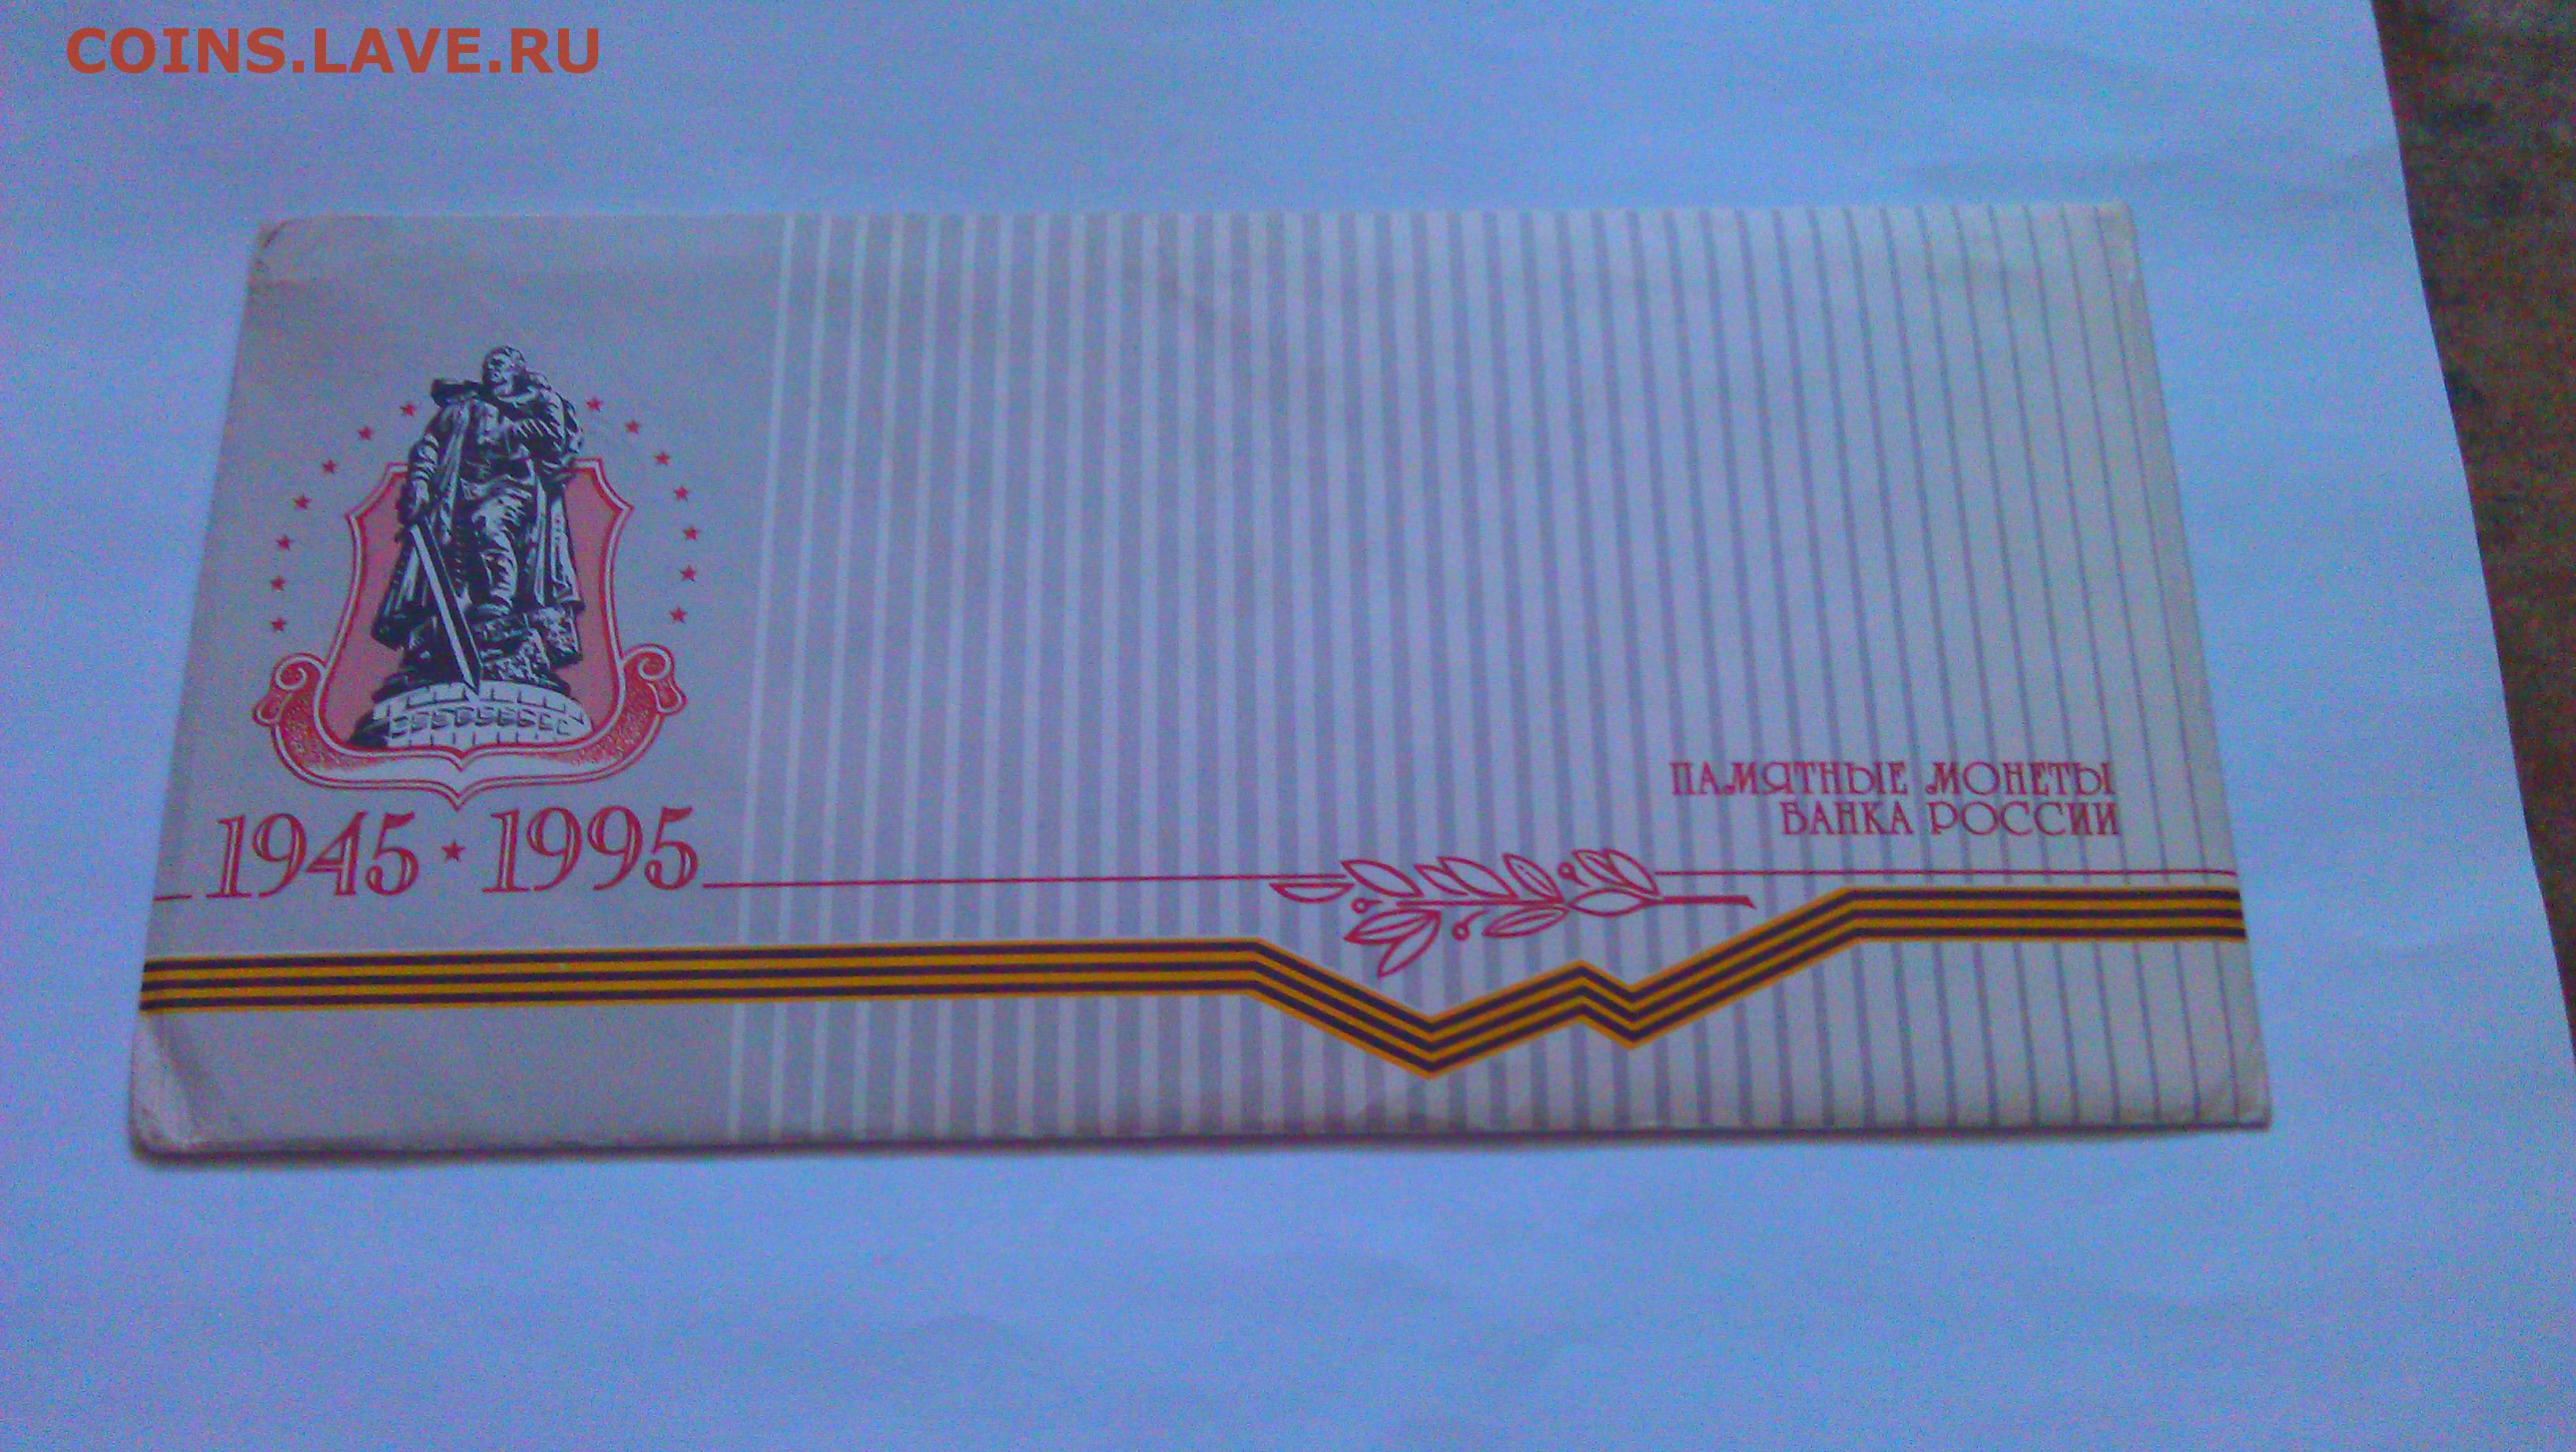 COINS.LAVE.RU
1945 ★ 1995
ПАМЯТНЫЕ МОНЕТЫ
БАНКА РОССИИ